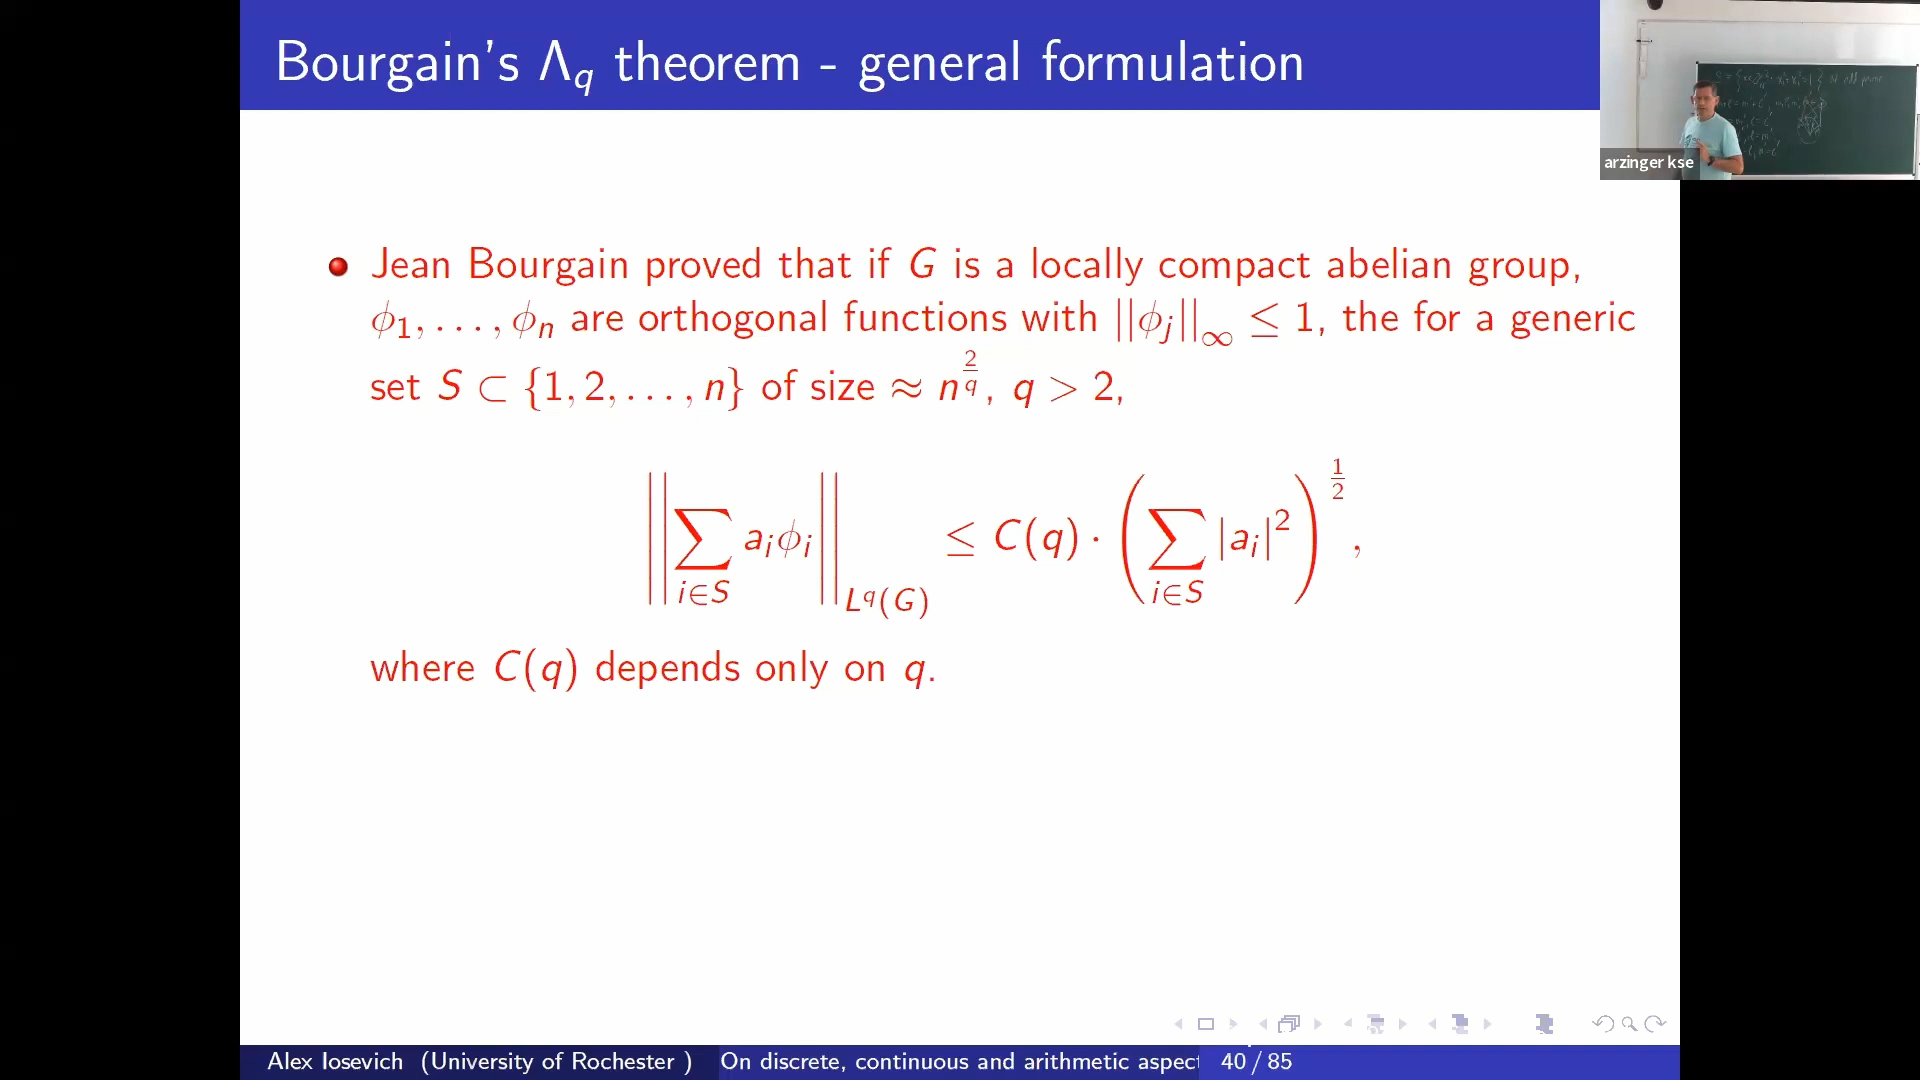 Bourgain's Λ_q theorem - general formulation
Jean Bourgain proved that if G is a locally compact abelian group,
ϕ_1, . . . , ϕ_n are orthogonal functions with ||ϕ_j||_∞ ≤ 1, the for a generic
set S ⊂ {1, 2, . . . , n} of size ≈ n^{2/q}, q > 2,
||∑_{i∈S} a_i ϕ_i||_{L^q(G)} ≤ C(q) · (∑_{i∈S} |a_i|^2)^{1/2},
where C(q) depends only on q.
arzinger kse
Alex Iosevich (University of Rochester ) On discrete, continuous and arithmetic aspect 40 / 85